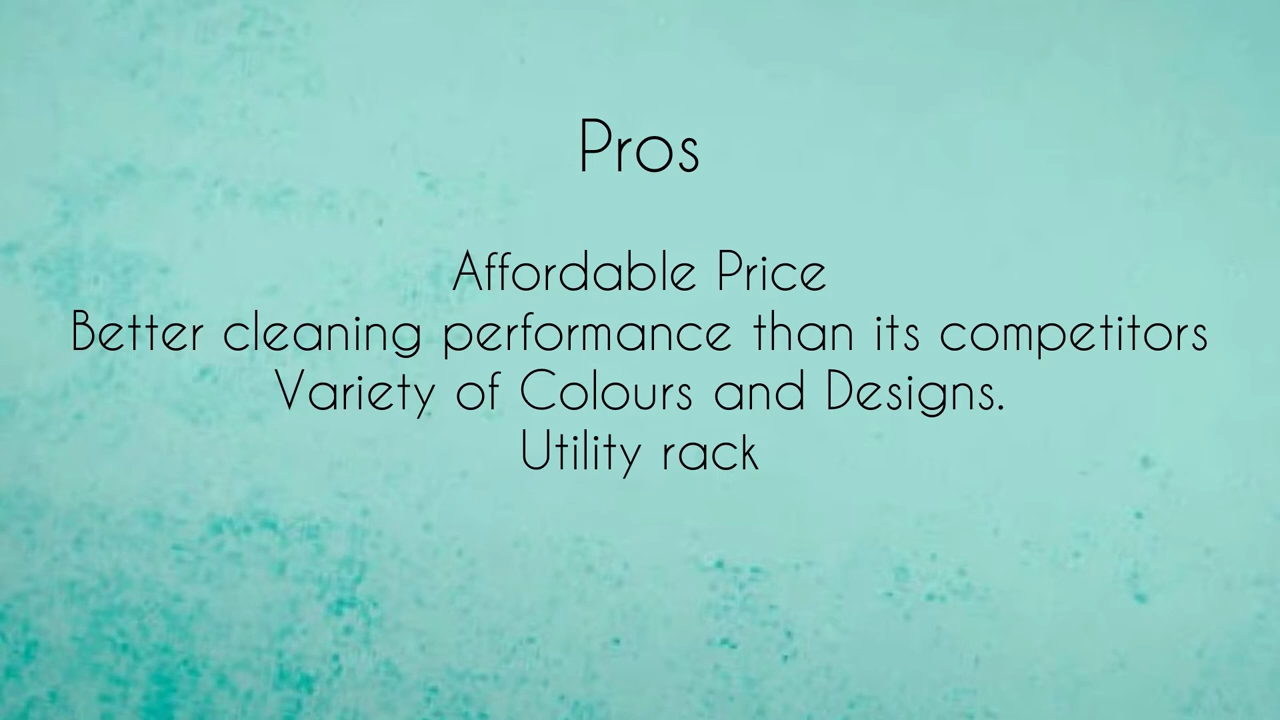 Pros
Affordable Price
Better cleaning performance than its competitors
Variety of Colours and Designs.
Utility rack